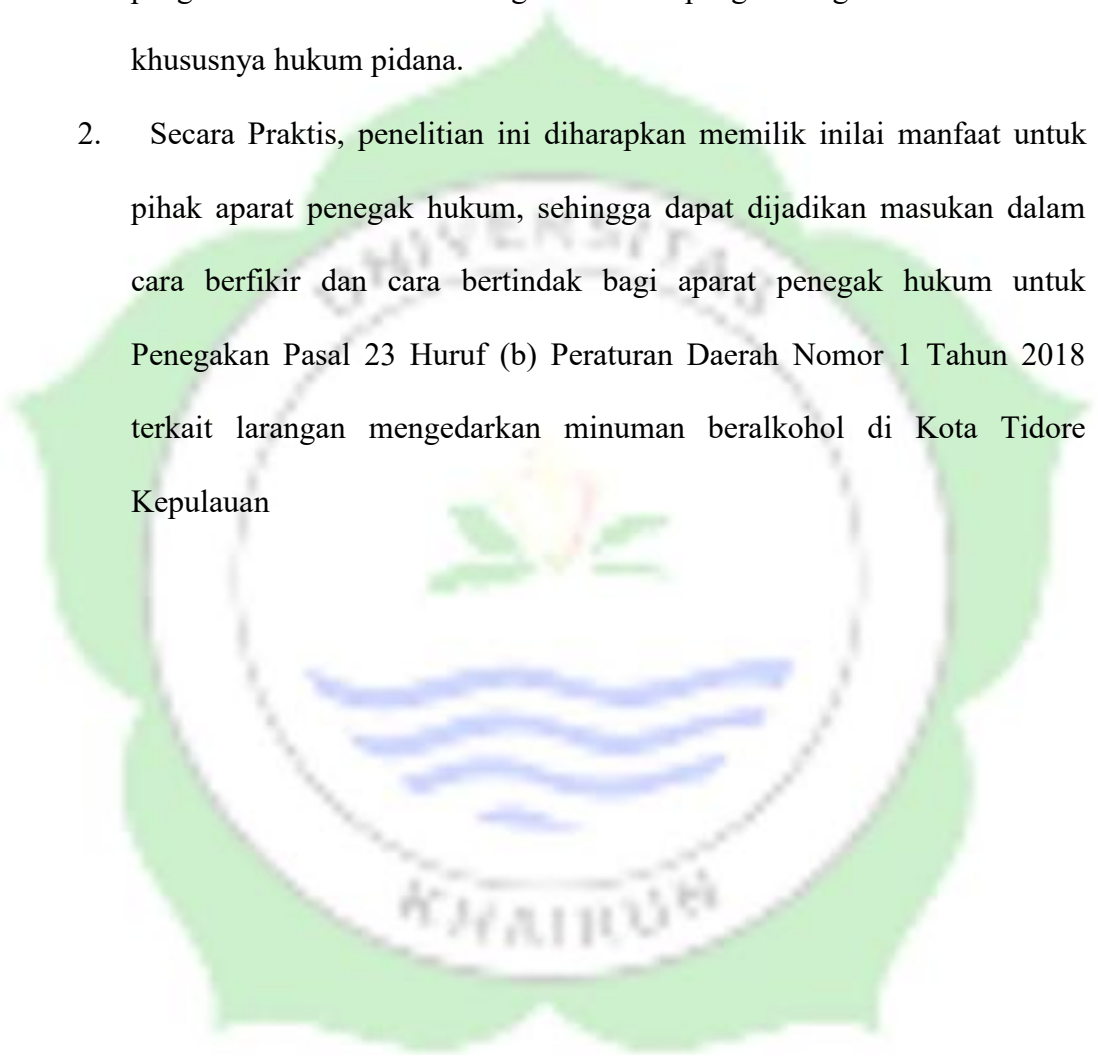 khususnya hukum pidana.
2. Secara Praktis, penelitian ini diharapkan memilik inilai manfaat untuk
pihak aparat penegak hukum, sehingga dapat dijadikan masukan dalam
cara berfikir dan cara bertindak bagi aparat penegak hukum untuk
Penegakan Pasal 23 Huruf (b) Peraturan Daerah Nomor 1 Tahun 2018
terkait larangan mengedarkan minuman beralkohol di Kota Tidore
Kepulauan
UNIVERSITAS
KHAIRUN